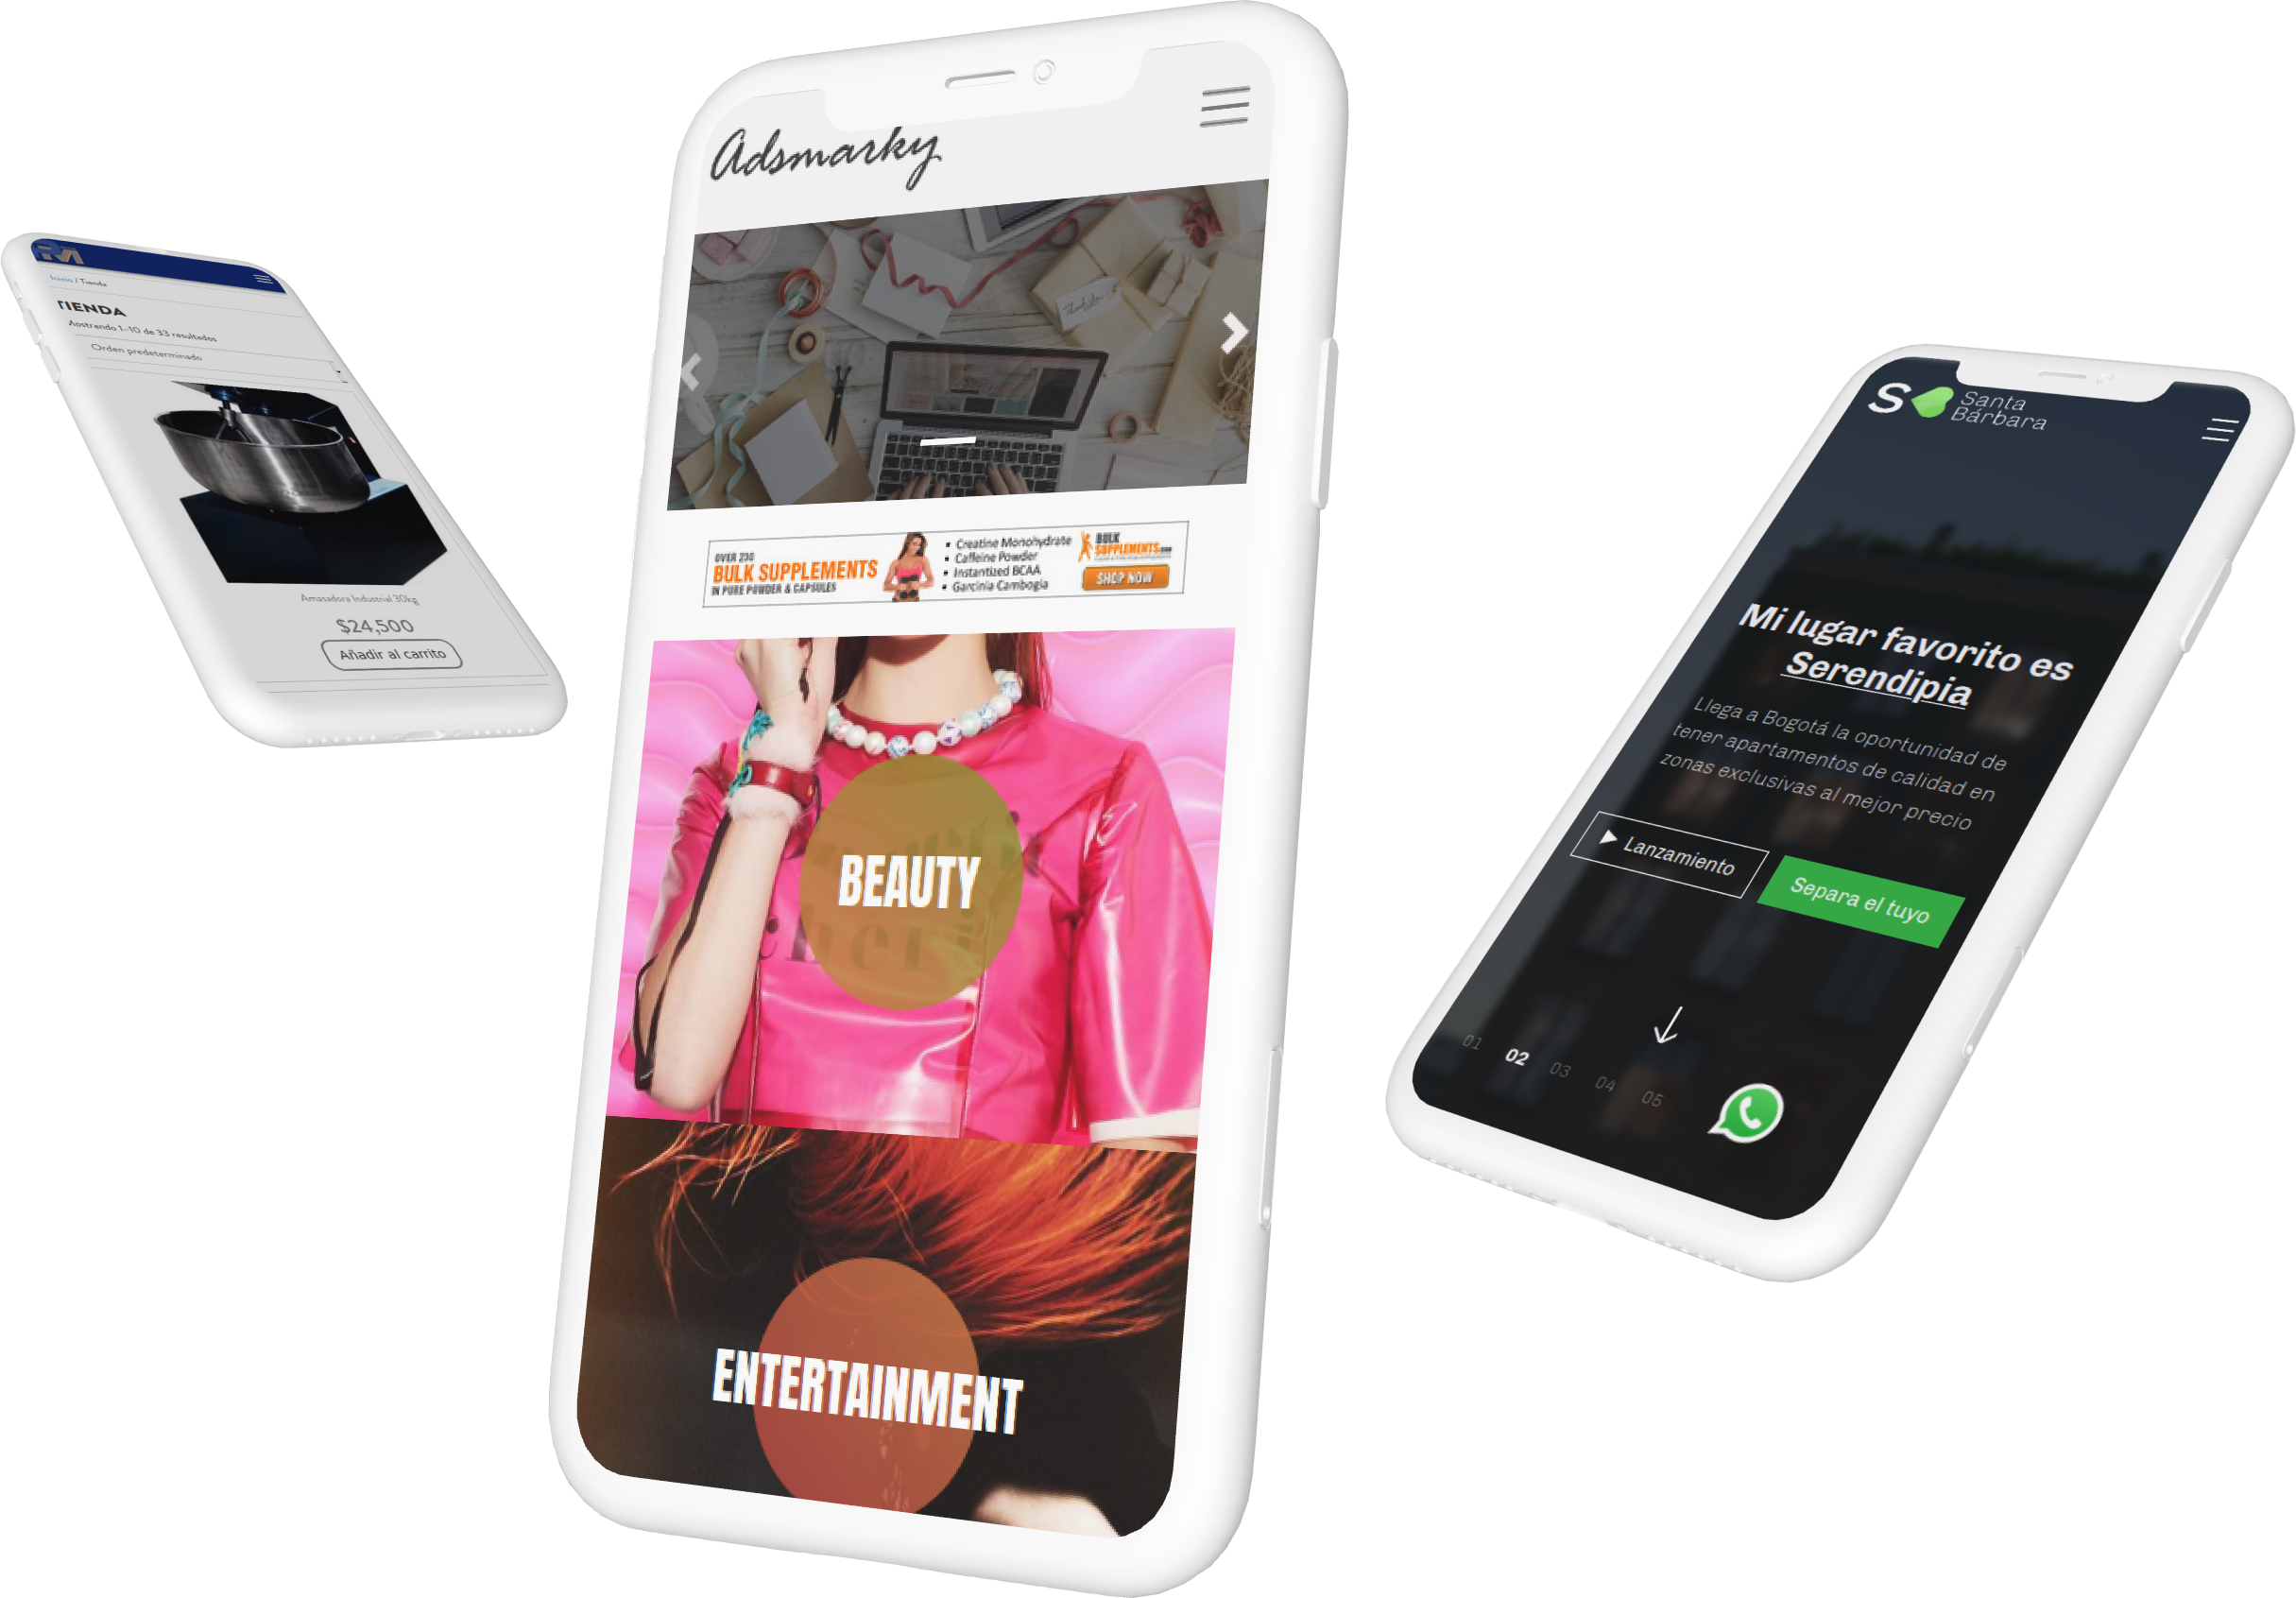 Inicio / Tienda
TIENDA
Mostrando 1–10 de 33 resultados
Orden predeterminado
Amasadora Industrial 30kg
$24,500
Añadir al carrito
Adsmarky
Thank You
OVER 230
BULK SUPPLEMENTS
IN PURE POWDER & CAPSULES
▪ Creatine Monohydrate
▪ Caffeine Powder
▪ Instantized BCAA
▪ Garcinia Cambogia
BULK
SUPPLEMENTS.COM
SHOP NOW
BEAUTY
cheri
ENTERTAINMENT
S
Santa
Bárbara
Mi lugar favorito es
Serendipia
Llega a Bogotá la oportunidad de
tener apartamentos de calidad en
zonas exclusivas al mejor precio
Lanzamiento
Separa el tuyo
01 02 03 04 05